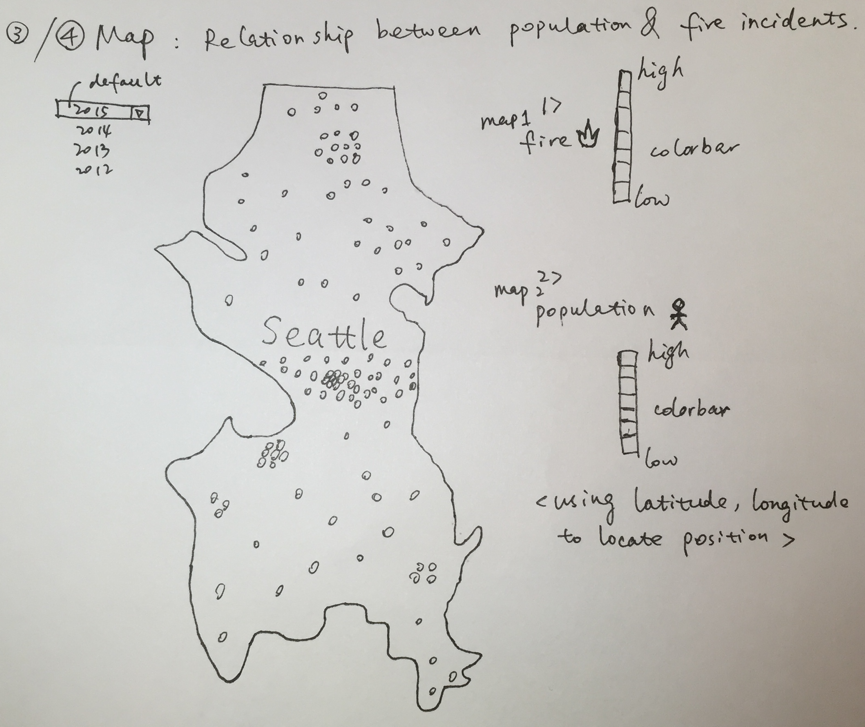 ③/④ Map : Relationship between population & fire incidents.
default
2015
2014
2013
2012
Seattle
map1 1>
fire
high
colorbar
low
map2 2>
population
high
colorbar
low
<using latitude, longitude
to locate position>